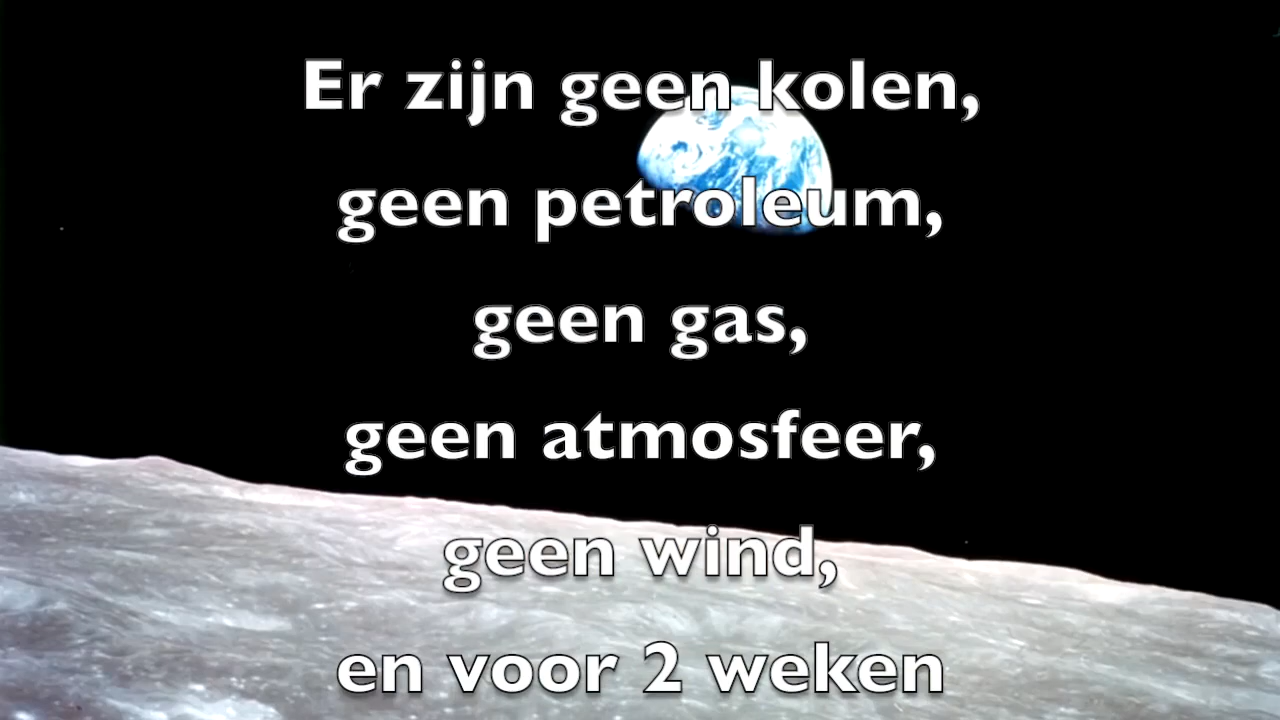 Er zijn geen kolen,
geen petroleum,
geen gas,
geen atmosfeer,
geen wind,
en voor 2 weken